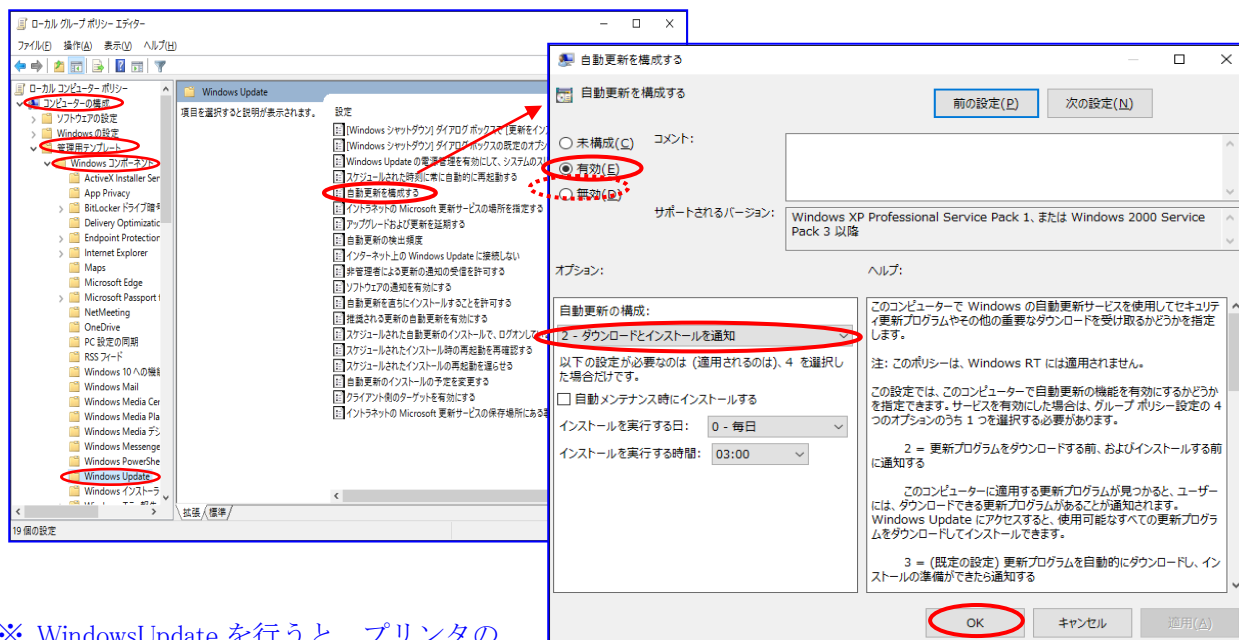 ローカル グループ ポリシー エディター
ファイル(F) 操作(A) 表示(V) ヘルプ(H)
ローカル コンピューター ポリシー
コンピューターの構成
ソフトウェアの設定
Windows の設定
管理用テンプレート
Windows コンポーネント
ActiveX Installer Ser
App Privacy
BitLocker ドライブ暗号
Delivery Optimizatic
Endpoint Protection
Internet Explorer
Maps
Microsoft Edge
Microsoft Passport f
NetMeeting
OneDrive
PC 設定の同期
RSS フィード
Windows 10 への機能
Windows Mail
Windows Media Cer
Windows Media Pla
Windows Media デジ
Windows Messenge
Windows PowerShe
Windows Update
Windows インストーラ
19 個の設定
Windows Update
項目を選択すると説明が表示されます。
設定
[Windows シャットダウン] ダイアログ ボックスで [更新をイン
[Windows シャットダウン] ダイアログ ボックスの既定のオプシ
Windows Update の電源管理を有効にして、システムのス
スケジュールされた時刻に常に自動的に再起動する
自動更新を構成する
イントラネットの Microsoft 更新サービスの場所を指定する
アップグレードおよび更新を延期する
自動更新の検出頻度
インターネット上の Windows Update に接続しない
非管理者による更新の通知の受信を許可する
ソフトウェアの通知を有効にする
自動更新を直ちにインストールすることを許可する
推奨される更新の自動更新を有効にする
スケジュールされた自動更新のインストールで、ログオンしてい
スケジュールされたインストール時の再起動を再確認する
スケジュールされたインストールの再起動を遅らせる
自動更新のインストールの予定を変更する
クライアント側のターゲットを有効にする
イントラネットの Microsoft 更新サービスの保存場所にある
拡張 標準
自動更新を構成する
自動更新を構成する
前の設定(P) 次の設定(N)
未構成(C) コメント:
有効(E)
無効(D)
サポートされるバージョン:
Windows XP Professional Service Pack 1、または Windows 2000 Service
Pack 3 以降
オプション:
ヘルプ:
自動更新の構成:
2 - ダウンロードとインストールを通知
以下の設定が必要なのは (適用されるのは)、4 を選択し
た場合だけです。
自動メンテナンス時にインストールする
インストールを実行する日: 0 - 毎日
インストールを実行する時間: 03:00
このコンピューターで Windows の自動更新サービスを使用してセキュリテ
ィ更新プログラムやその他の重要なダウンロードを受け取るかどうかを指定
します。
注: このポリシーは、Windows RT には適用されません。
この設定では、このコンピューターで自動更新の機能を有効にするかどうか
を指定できます。サービスを有効にした場合は、グループ ポリシー設定の 4
つのオプションのうち 1 つを選択する必要があります。
2 = 更新プログラムをダウンロードする前、およびインストールする前
に通知する
このコンピューターに適用する更新プログラムが見つかると、ユーザー
には、ダウンロードできる更新プログラムがあることが通知されます。
Windows Update にアクセスすると、使用可能なすべての更新プログラ
ムをダウンロードしてインストールできます。
3 = (既定の設定) 更新プログラムを自動的にダウンロードし、イン
ストールの準備ができたら通知する
OK キャンセル 適用(A)
※ WindowsUpdate を行うと、プリンタの